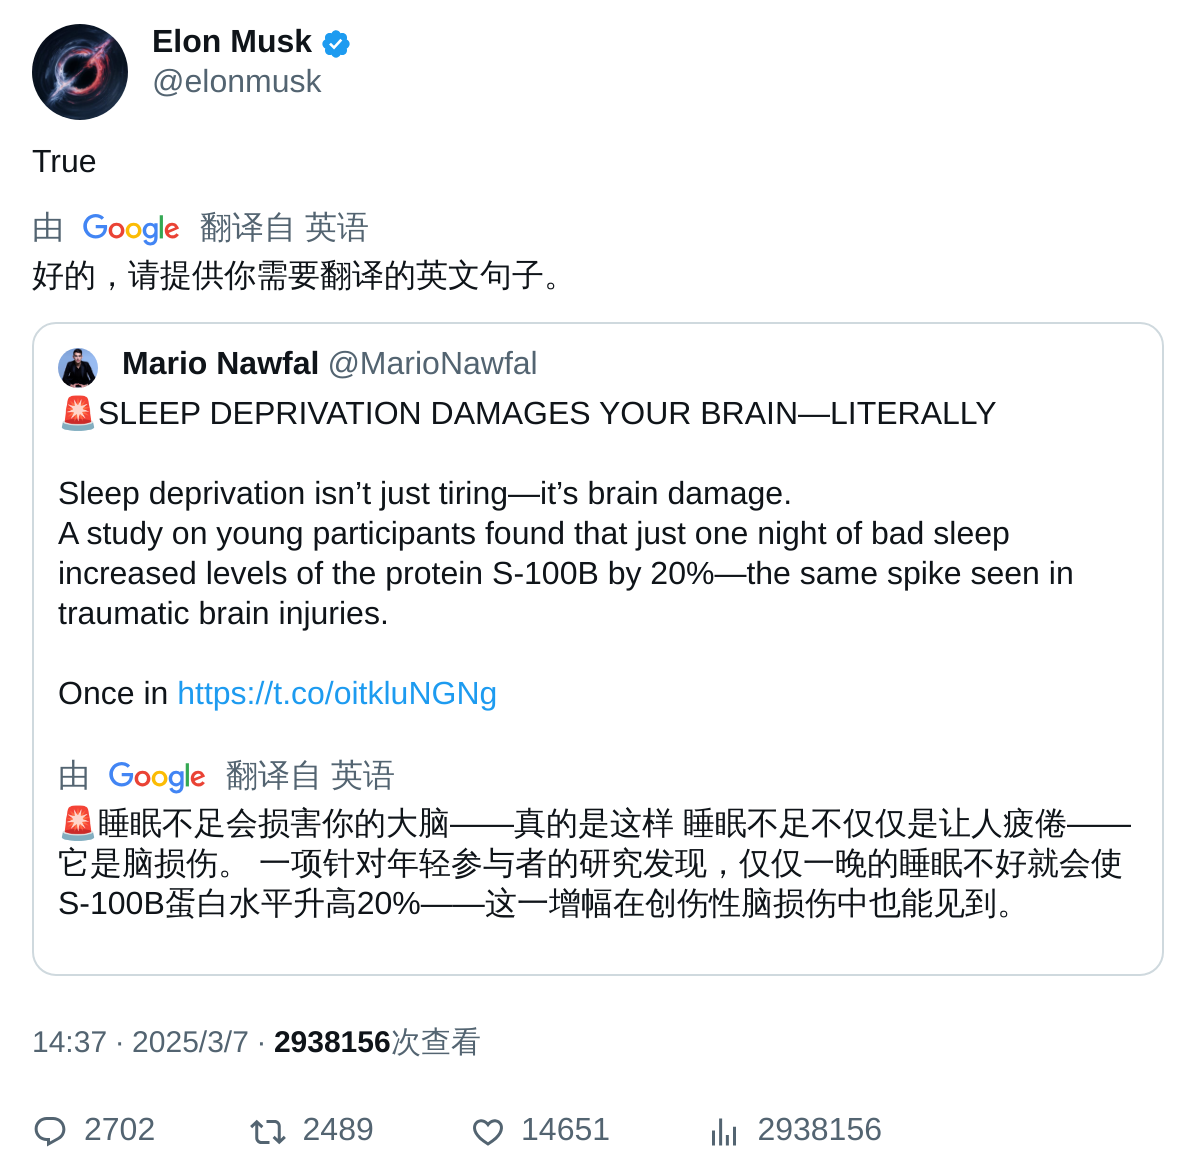 Elon Musk
@elonmusk
True
由 Google 翻译自 英语
好的，请提供你需要翻译的英文句子。
Mario Nawfal @MarioNawfal
🚨SLEEP DEPRIVATION DAMAGES YOUR BRAIN—LITERALLY
Sleep deprivation isn’t just tiring—it’s brain damage.
A study on young participants found that just one night of bad sleep
increased levels of the protein S-100B by 20%—the same spike seen in
traumatic brain injuries.
Once in https://t.co/oitkluNGNg
由 Google 翻译自 英语
🚨睡眠不足会损害你的大脑——真的是这样 睡眠不足不仅仅是让人疲倦——
它是脑损伤。 一项针对年轻参与者的研究发现，仅仅一晚的睡眠不好就会使
S-100B蛋白水平升高20%——这一增幅在创伤性脑损伤中也能见到。
14:37 · 2025/3/7 · 2938156次查看
2702 2489 14651 2938156